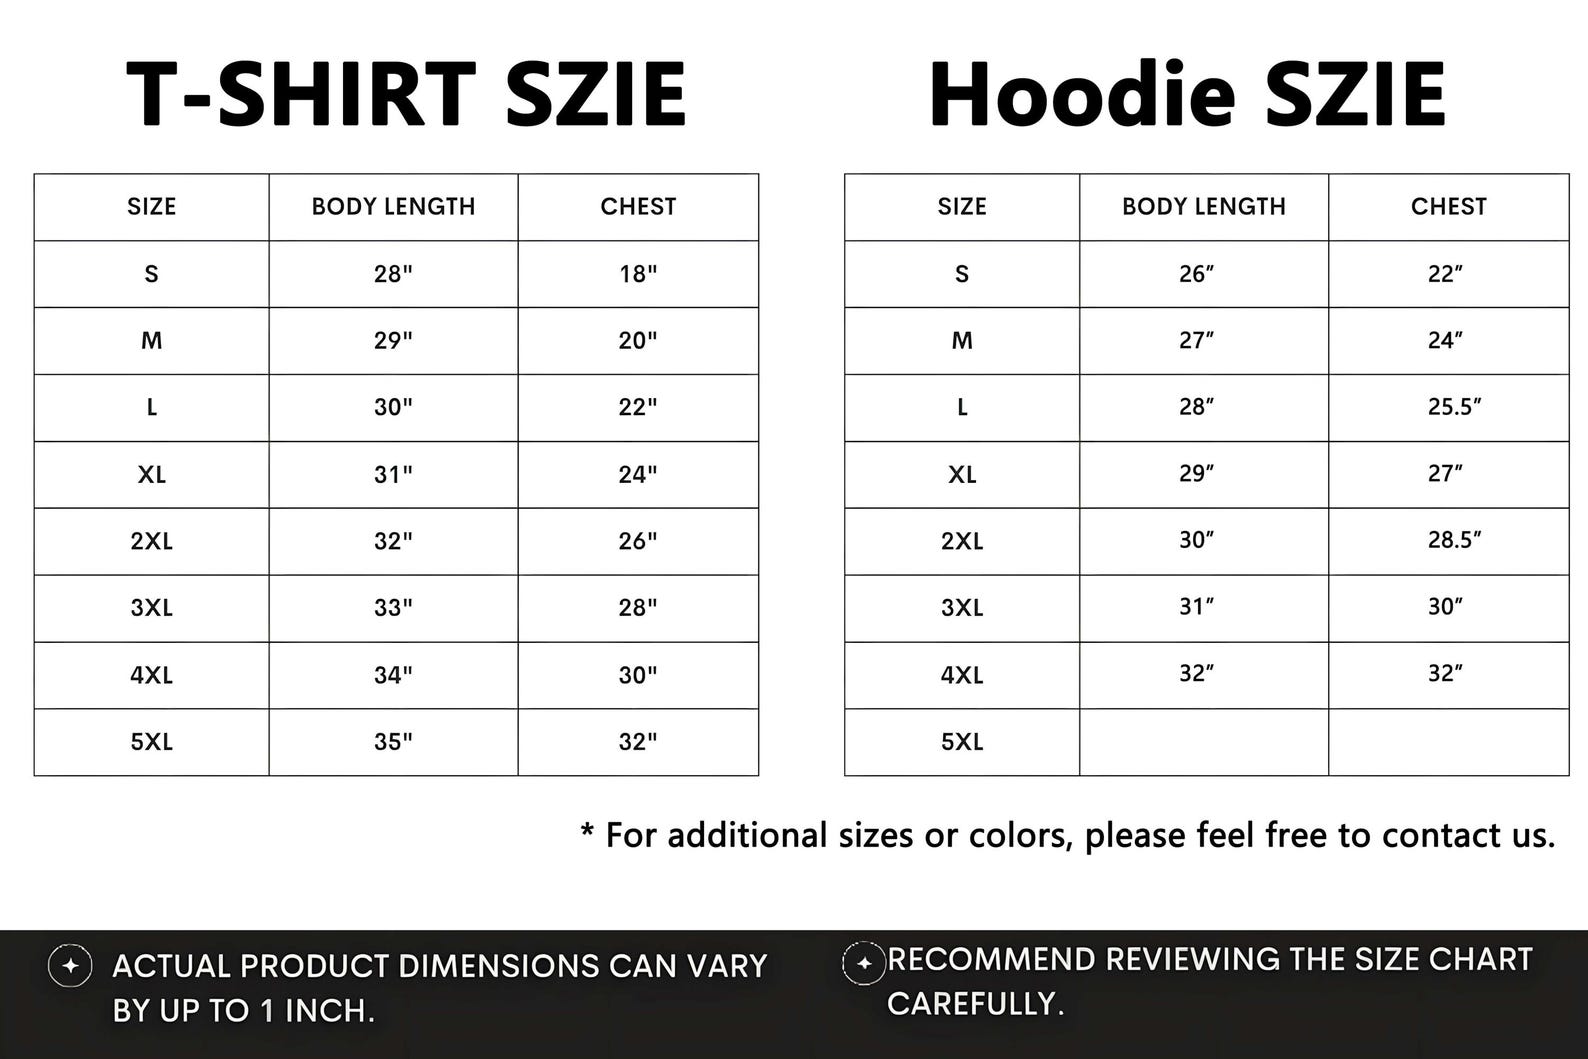 T-SHIRT SZIE
SIZE BODY LENGTH CHEST
S 28" 18"
M 29" 20"
L 30" 22"
XL 31" 24"
2XL 32" 26"
3XL 33" 28"
4XL 34" 30"
5XL 35" 32"
Hoodie SZIE
SIZE BODY LENGTH CHEST
S 26” 22”
M 27” 24”
L 28” 25.5”
XL 29” 27”
2XL 30” 28.5”
3XL 31” 30”
4XL 32” 32”
5XL
* For additional sizes or colors, please feel free to contact us.
ACTUAL PRODUCT DIMENSIONS CAN VARY
BY UP TO 1 INCH.
RECOMMEND REVIEWING THE SIZE CHART
CAREFULLY.